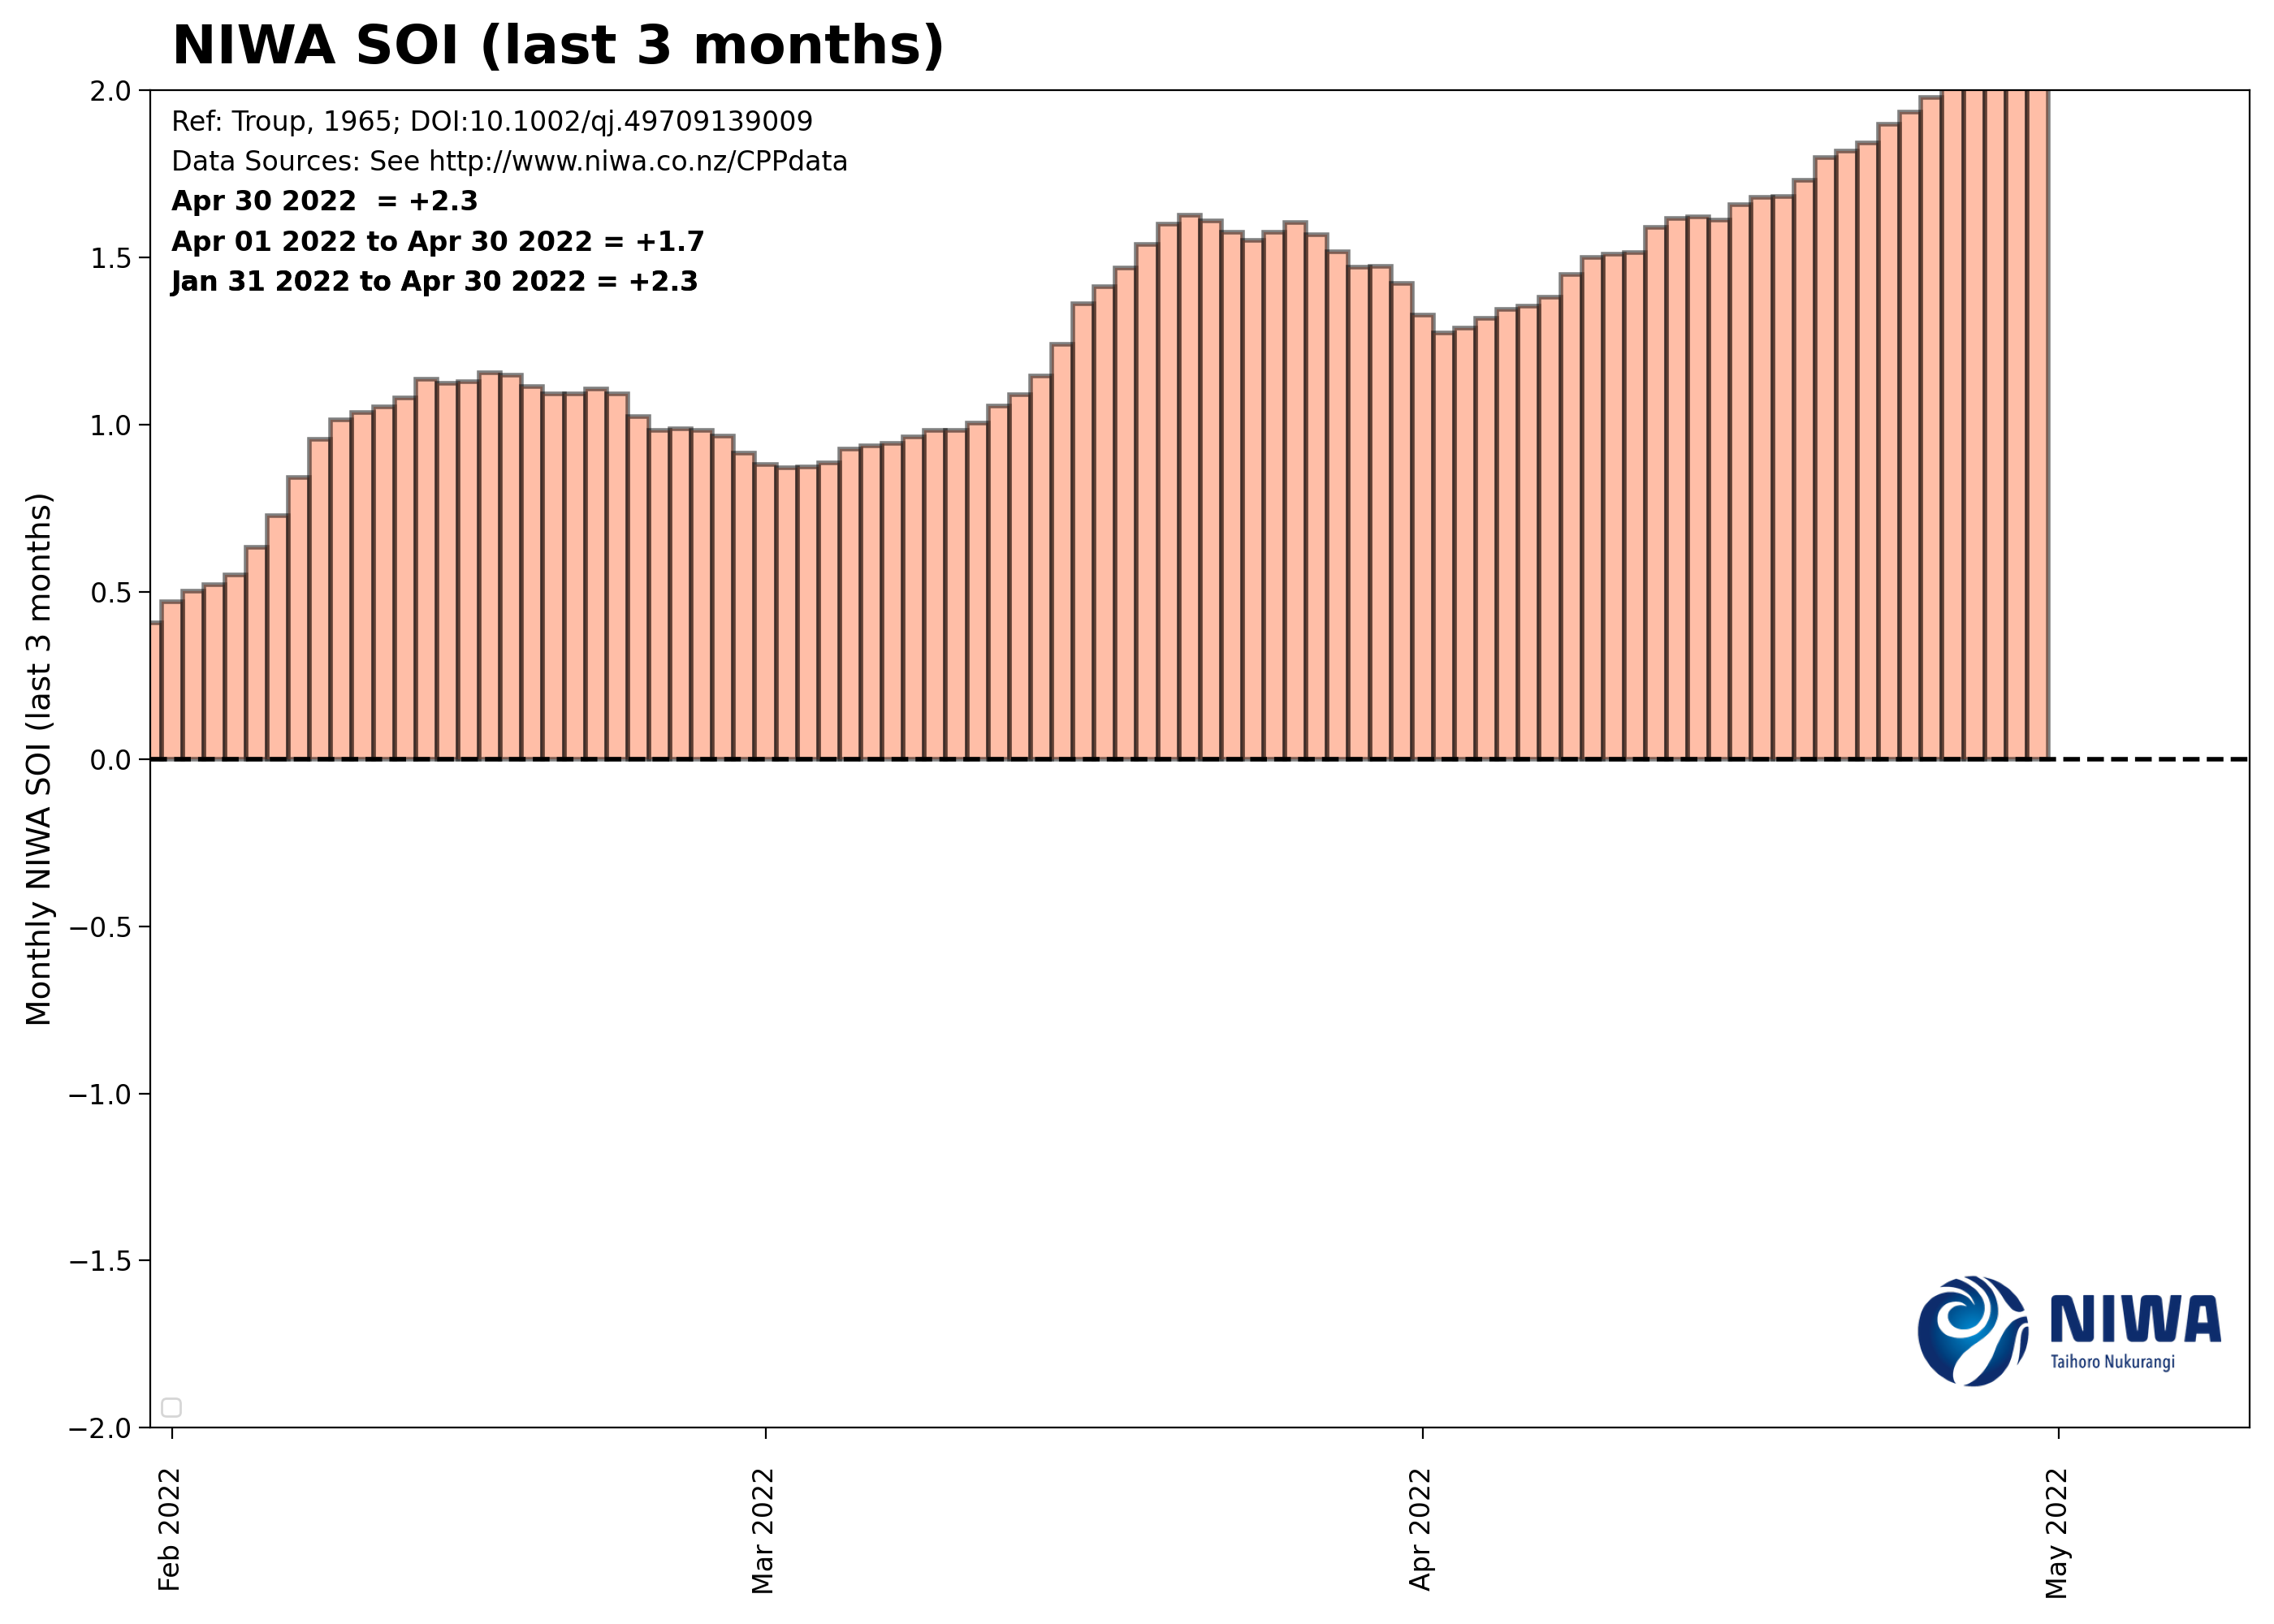 NIWA SOI (last 3 months)
Ref: Troup, 1965; DOI:10.1002/qj.49709139009
Data Sources: See http://www.niwa.co.nz/CPPdata
Apr 30 2022  = +2.3
Apr 01 2022 to Apr 30 2022 = +1.7
Jan 31 2022 to Apr 30 2022 = +2.3
Monthly NIWA SOI (last 3 months)
2.0
1.5
1.0
0.5
0.0
−0.5
−1.0
−1.5
−2.0
NIWA
Taihoro Nukurangi
Feb 2022
Mar 2022
Apr 2022
May 2022